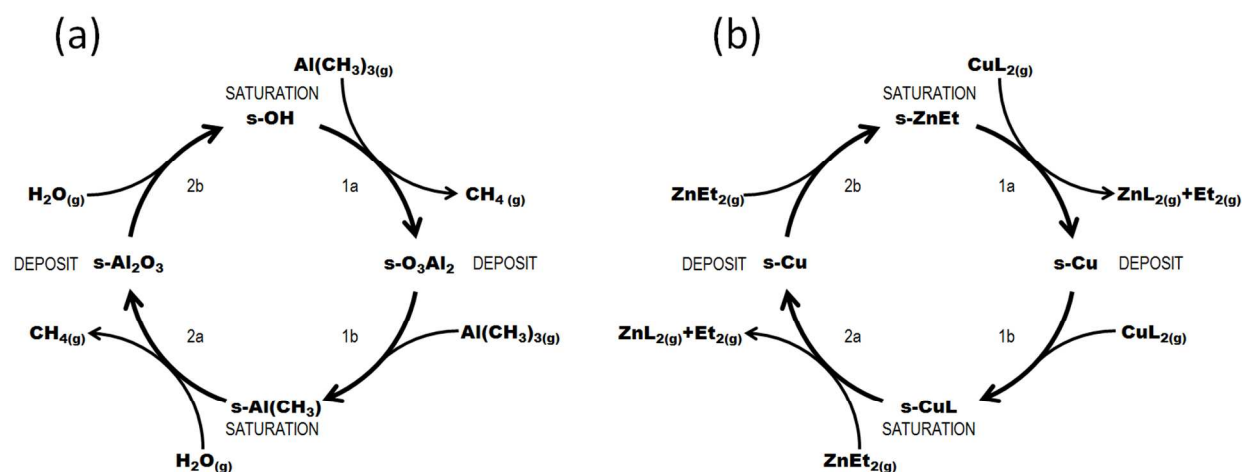 (a)
Al(CH₃)₃₍g₎
SATURATION
s-OH
H₂O₍g₎
2b
1a
CH₄ ₍g₎
DEPOSIT
s-Al₂O₃
s-O₃Al₂
DEPOSIT
CH₄₍g₎
2a
1b
Al(CH₃)₃₍g₎
s-Al(CH₃)
SATURATION
H₂O₍g₎
(b)
CuL₂₍g₎
SATURATION
s-ZnEt
ZnEt₂₍g₎
2b
1a
ZnL₂₍g₎+Et₂₍g₎
DEPOSIT
s-Cu
s-Cu
DEPOSIT
ZnL₂₍g₎+Et₂₍g₎
2a
1b
CuL₂₍g₎
s-CuL
SATURATION
ZnEt₂₍g₎